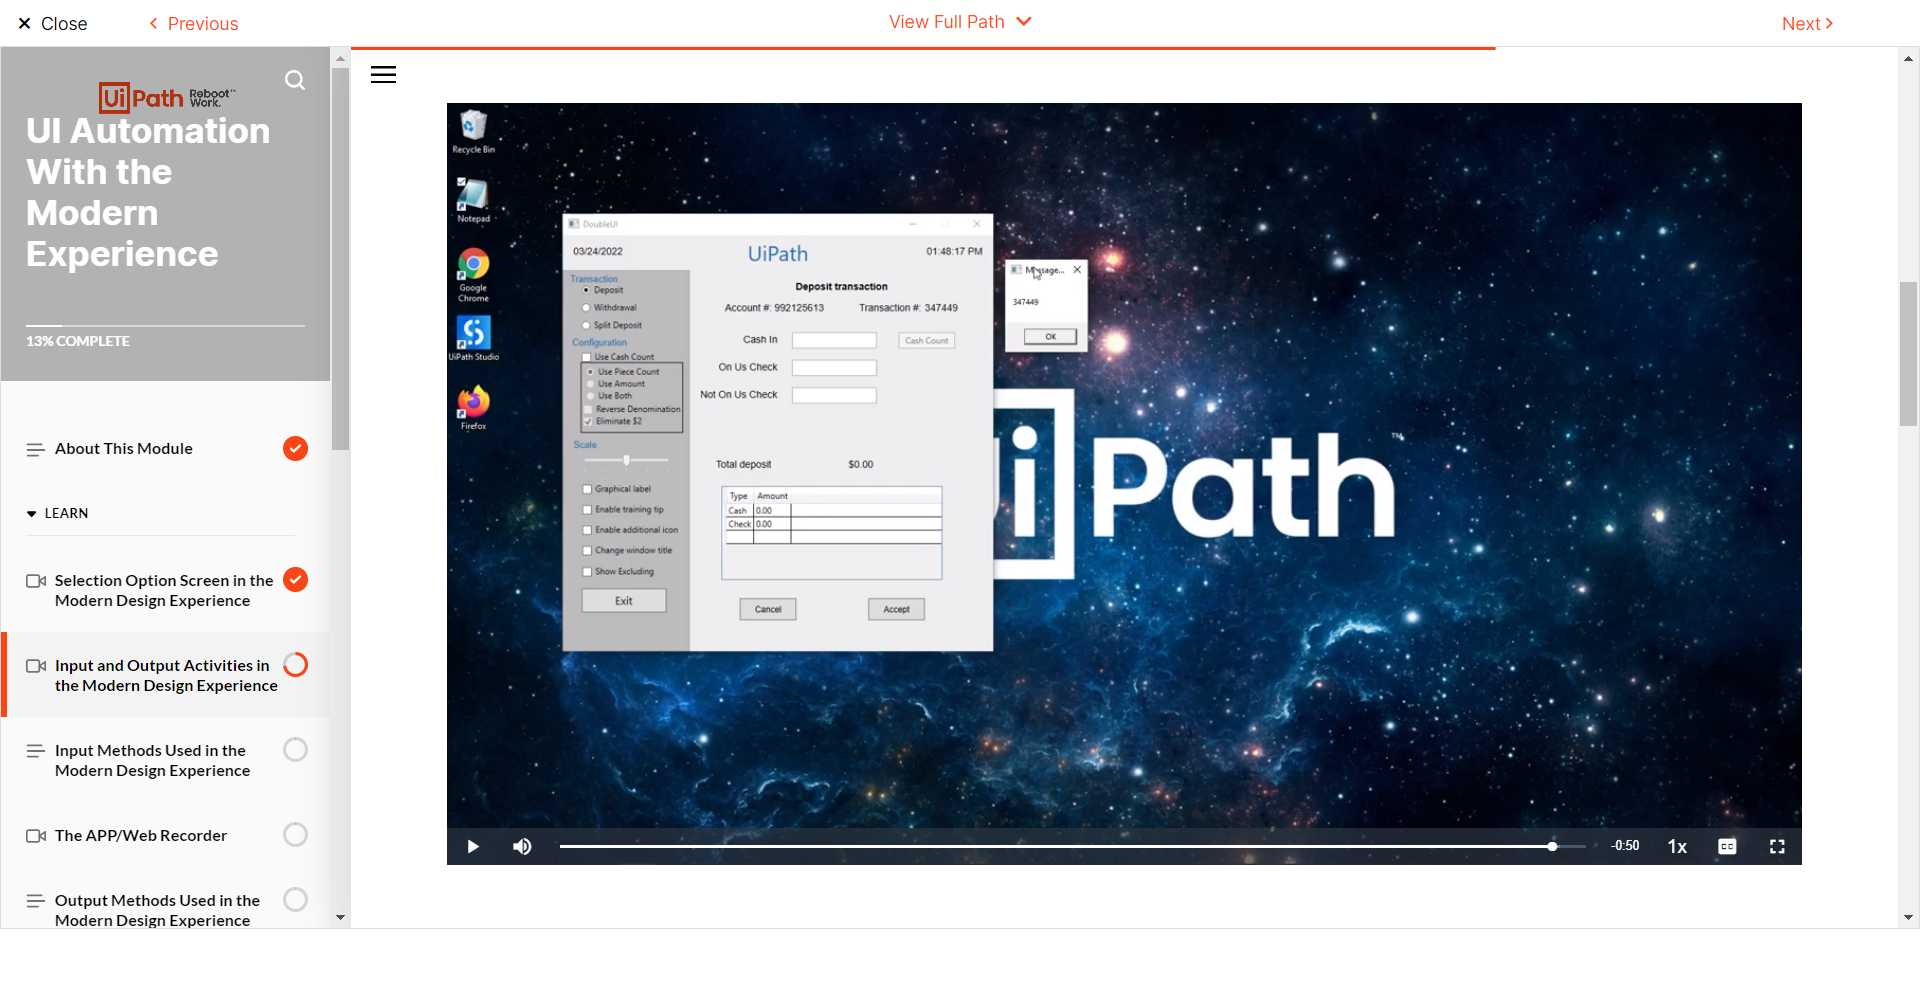 Close
Previous
View Full Path
Next
UiPath Reboot Work.™
UI Automation
With the
Modern
Experience
13% COMPLETE
About This Module
LEARN
Selection Option Screen in the
Modern Design Experience
Input and Output Activities in
the Modern Design Experience
Input Methods Used in the
Modern Design Experience
The APP/Web Recorder
Output Methods Used in the
Modern Design Experience
Recycle Bin
Notepad
Google
Chrome
UiPath Studio
Firefox
DoubleUI
03/24/2022
UiPath
01:48:17 PM
Transaction
Deposit
Withdrawal
Split Deposit
Configuration
Use Cash Count
Use Piece Count
Use Amount
Use Both
Reverse Denomination
Eliminate $2
Scale
Graphical label
Enable training tip
Enable additional icon
Change window title
Show Excluding
Exit
Deposit transaction
Account #: 992125613 Transaction #: 347449
Cash In
Cash Count
On Us Check
Not On Us Check
Total deposit $0.00
Type Amount
Cash 0.00
Check 0.00
Cancel
Accept
Message...
347449
OK
UiPath™
-0:50
1x
CC